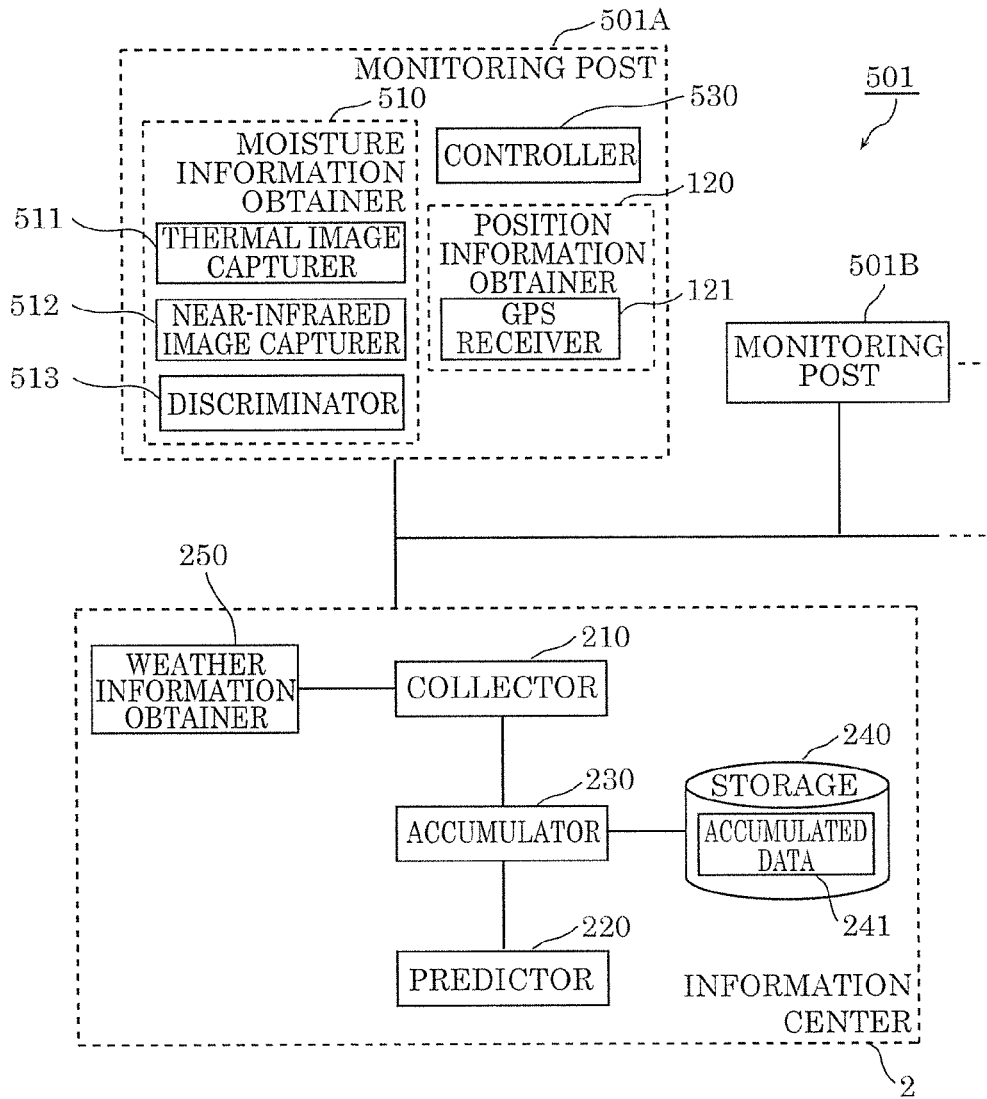 501A
MONITORING POST
501
510
530
MOISTURE
INFORMATION
OBTAINER
CONTROLLER
120
511
THERMAL IMAGE
CAPTURER
POSITION
INFORMATION
OBTAINER
501B
512
NEAR-INFRARED
IMAGE CAPTURER
GPS
RECEIVER
121
MONITORING
POST
513
DISCRIMINATOR
250
WEATHER
INFORMATION
OBTAINER
210
COLLECTOR
240
STORAGE
230
ACCUMULATOR
ACCUMULATED
DATA
241
220
PREDICTOR
INFORMATION
CENTER
2